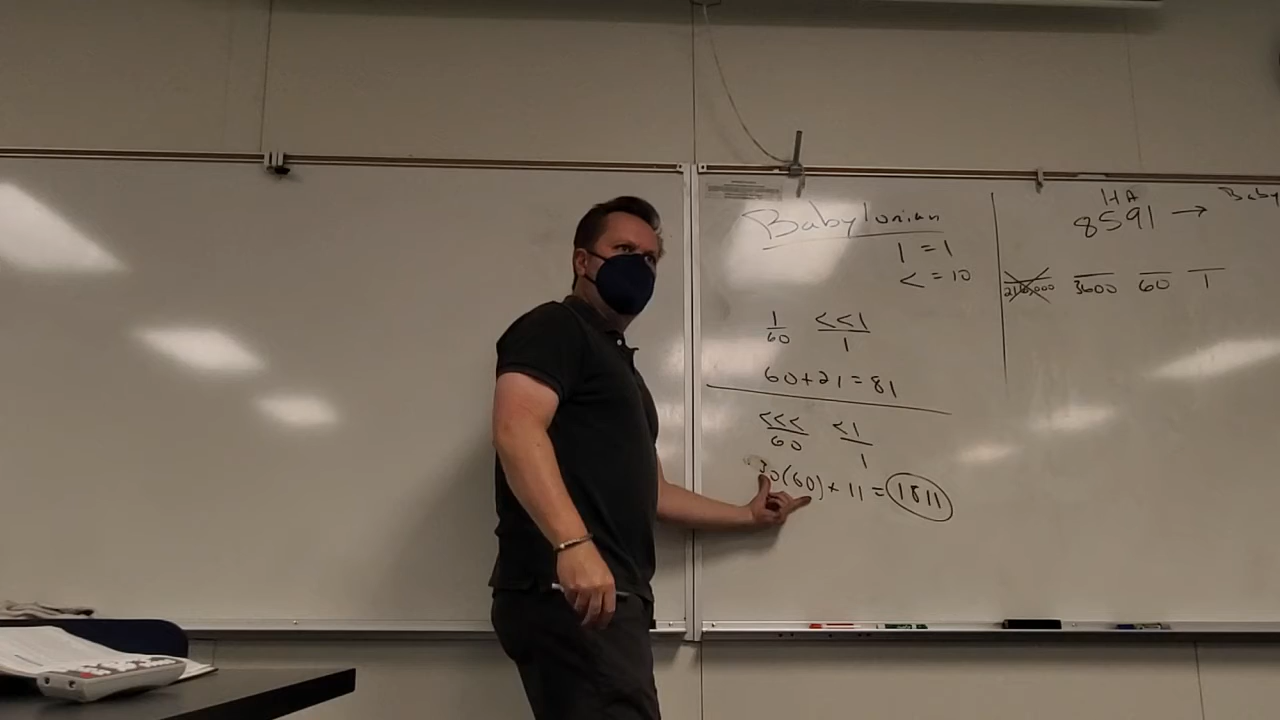 Babylonian
1 = 1
< = 10
1 <<1
60 1
60+21=81
<<< <1
60 1
30(60) + 11 = 1811
HA Baby
8591 →
216,000 3600 60 1